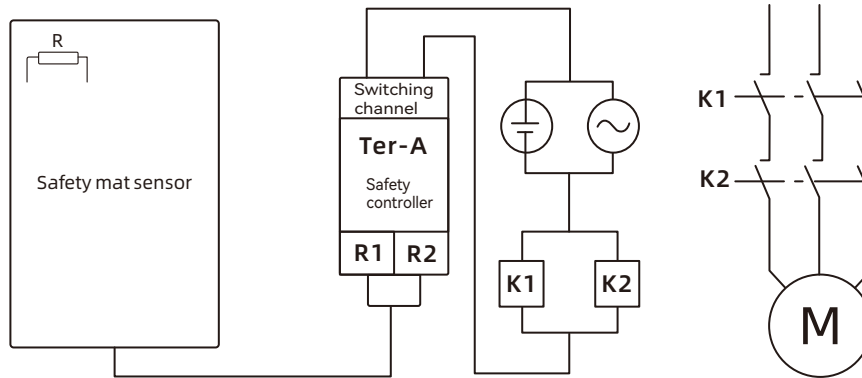 R
Safety mat sensor
Switching
channel
Ter-A
Safety
controller
R1 R2
K1 K2
K1
K2
M